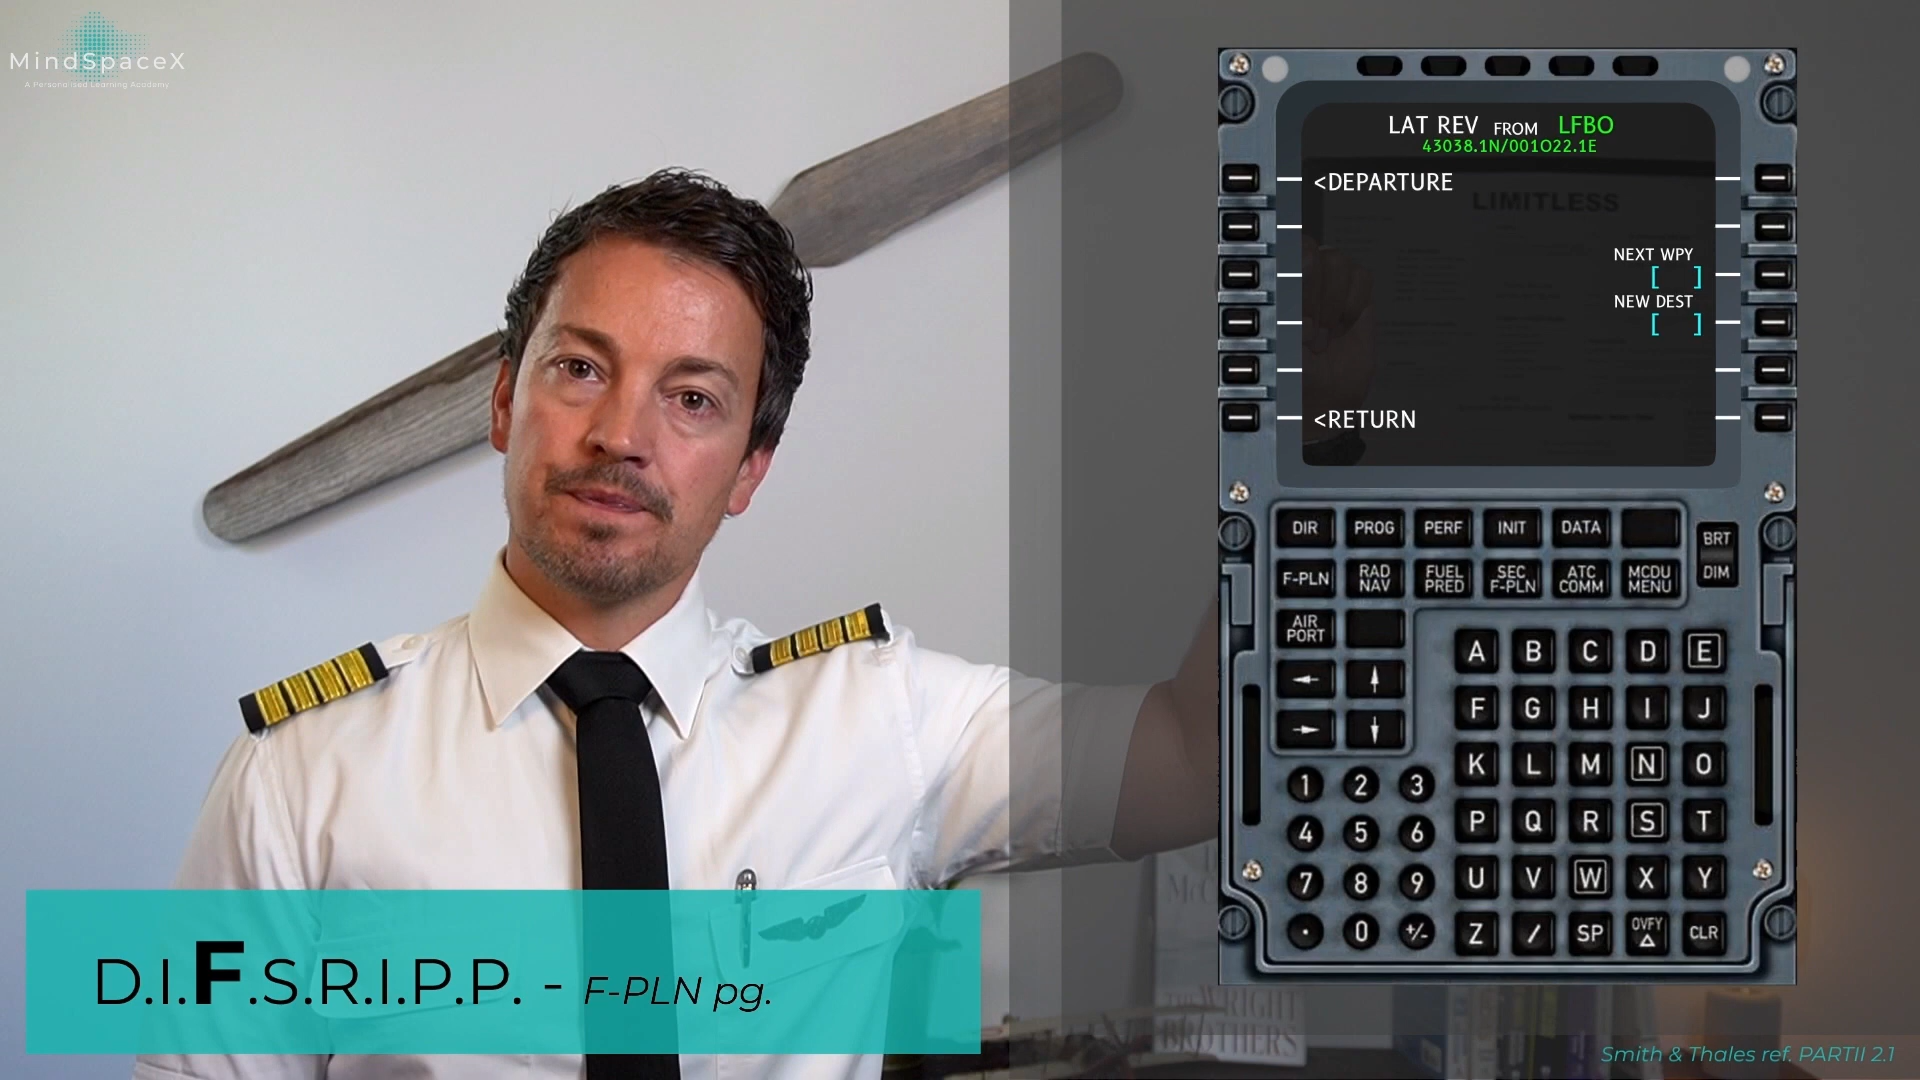 MindSpaceX
A Personalised Learning Academy
LAT REV FROM LFBO
43038.1N/001O22.1E
<DEPARTURE
LIMITLESS
NEXT WPY
[ ]
NEW DEST
[ ]
<RETURN
DIR PROG PERF INIT DATA
BRT
DIM
F-PLN RAD NAV FUEL PRED SEC F-PLN ATC COMM MCDU MENU
AIR PORT
A B C D E
F G H I J
K L M N O
P Q R S T
U V W X Y
Z / SP OVFY CLR
1 2 3
4 5 6
7 8 9
. 0 +/-
WRIGHT
BROTHERS
D.I.F.S.R.I.P.P. - F-PLN pg.
Smith & Thales ref. PARTII 2.1